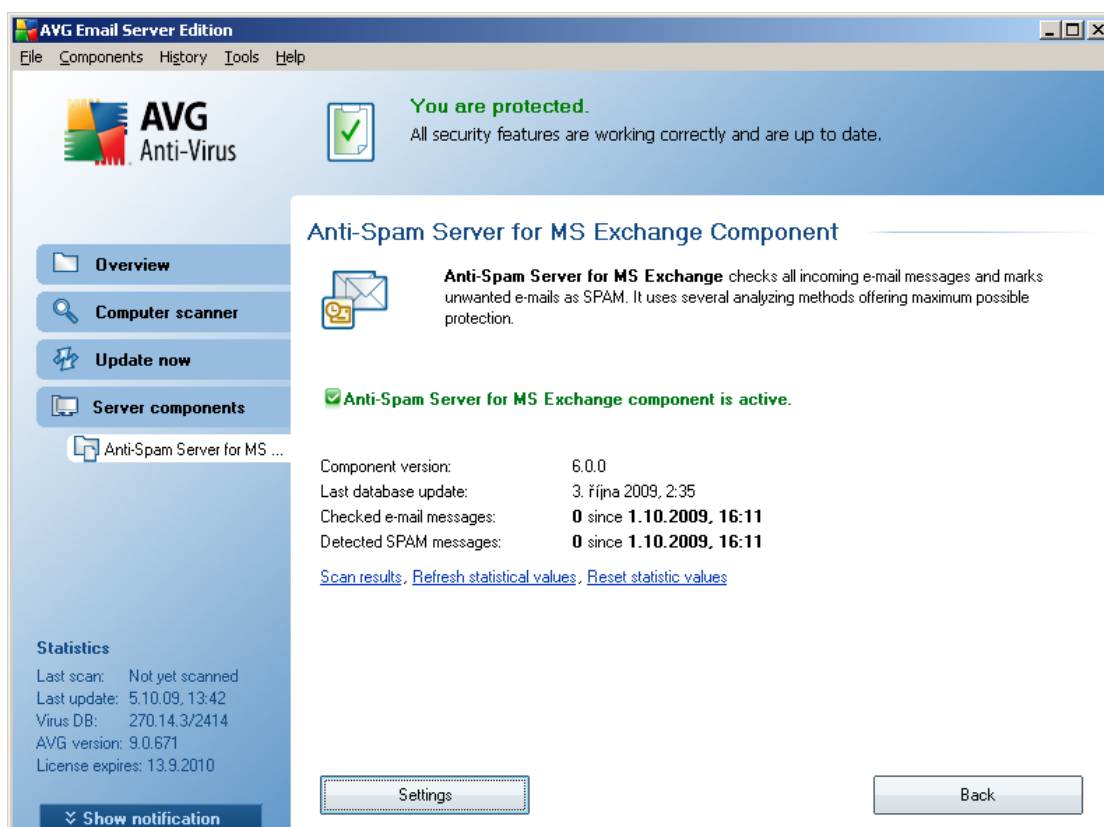 AVG Email Server Edition
File Components History Tools Help
AVG
Anti-Virus
You are protected.
All security features are working correctly and are up to date.
Overview
Computer scanner
Update now
Server components
Anti-Spam Server for MS ...
Anti-Spam Server for MS Exchange Component
Anti-Spam Server for MS Exchange checks all incoming e-mail messages and marks
unwanted e-mails as SPAM. It uses several analyzing methods offering maximum possible
protection.
Anti-Spam Server for MS Exchange component is active.
Component version: 6.0.0
Last database update: 3. října 2009, 2:35
Checked e-mail messages: 0 since 1.10.2009, 16:11
Detected SPAM messages: 0 since 1.10.2009, 16:11
Scan results, Refresh statistical values, Reset statistic values
Statistics
Last scan: Not yet scanned
Last update: 5.10.09, 13:42
Virus DB: 270.14.3/2414
AVG version: 9.0.671
License expires: 13.9.2010
Show notification
Settings
Back